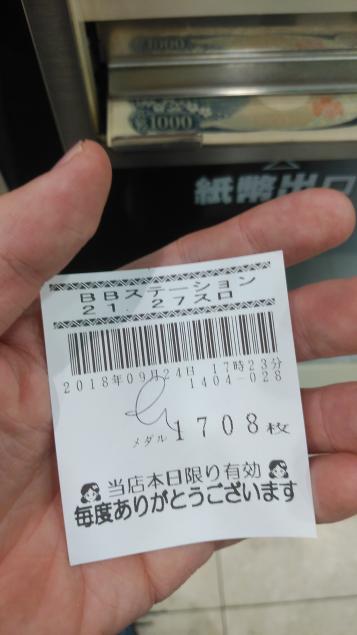 1000
1000
紙幣出口
BBステーション
21.27スロ
2018年09月24日 17時23分
1404-028
メダル 1708枚
当店本日限り有効
毎度ありがとうございます